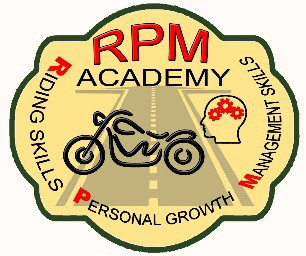 RPM
ACADEMY
RIDING SKILLS
PERSONAL GROWTH
MANAGEMENT SKILLS